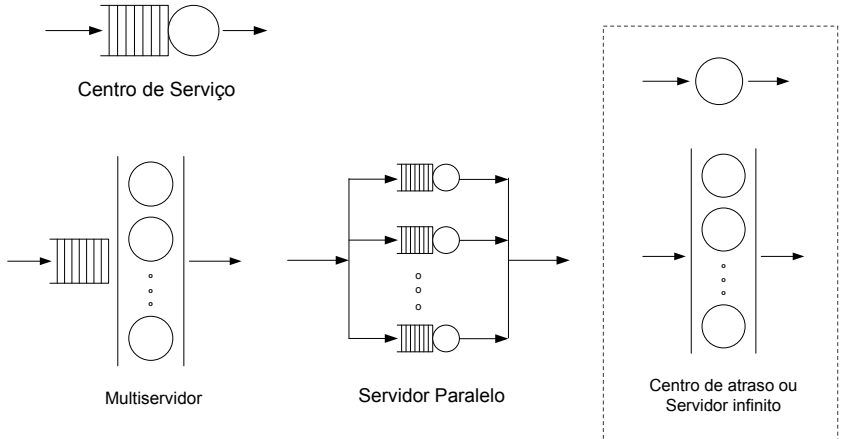 Centro de Serviço
Multiservidor
Servidor Paralelo
Centro de atraso ou
Servidor infinito